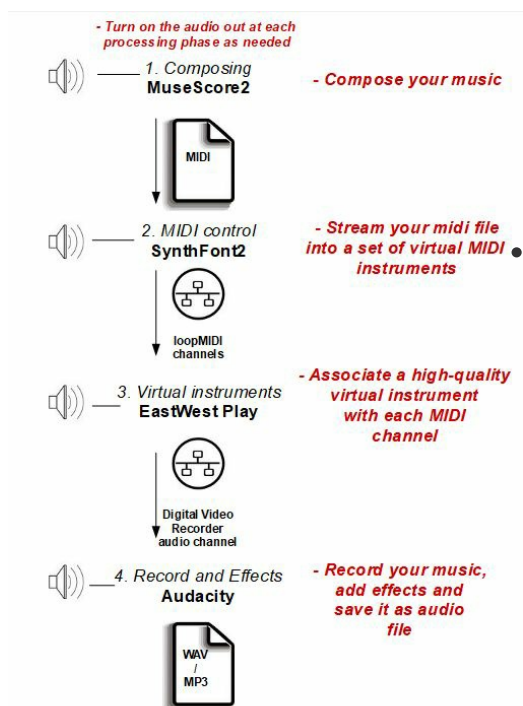 - Turn on the audio out at each
processing phase as needed
1. Composing
MuseScore2
- Compose your music
MIDI
2. MIDI control
SynthFont2
- Stream your midi file
into a set of virtual MIDI
instruments
loopMIDI
channels
3. Virtual instruments
EastWest Play
- Associate a high-quality
virtual instrument
with each MIDI
channel
Digital Video
Recorder
audio channel
4. Record and Effects
Audacity
- Record your music,
add effects and
save it as audio
file
WAV
/
MP3